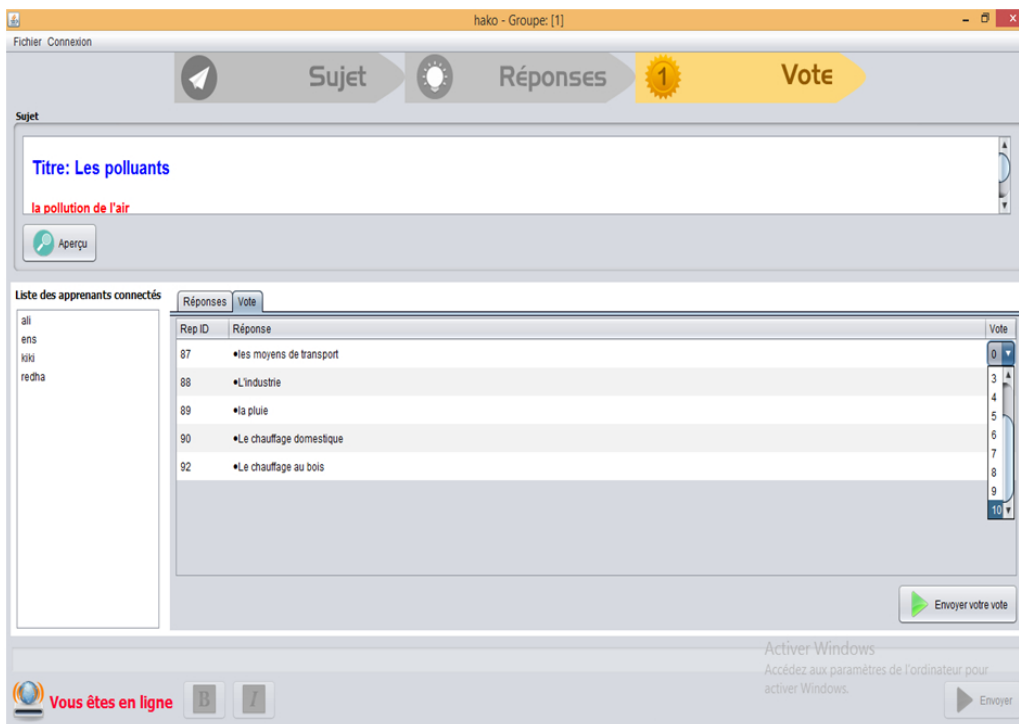 hako - Groupe: [1]
Fichier Connexion
Sujet
Réponses
1
Vote
Sujet
Titre: Les polluants
la pollution de l'air
Aperçu
Liste des apprenants connectés
ali
ens
kiki
redha
Réponses Vote
Rep ID Réponse Vote
87 •les moyens de transport 0
88 •L'industrie
89 •la pluie
90 •Le chauffage domestique
92 •Le chauffage au bois
3
4
5
6
7
8
9
10
Envoyer votre vote
Activer Windows
Accédez aux paramètres de l'ordinateur pour
activer Windows.
Vous êtes en ligne
B
I
Envoyer